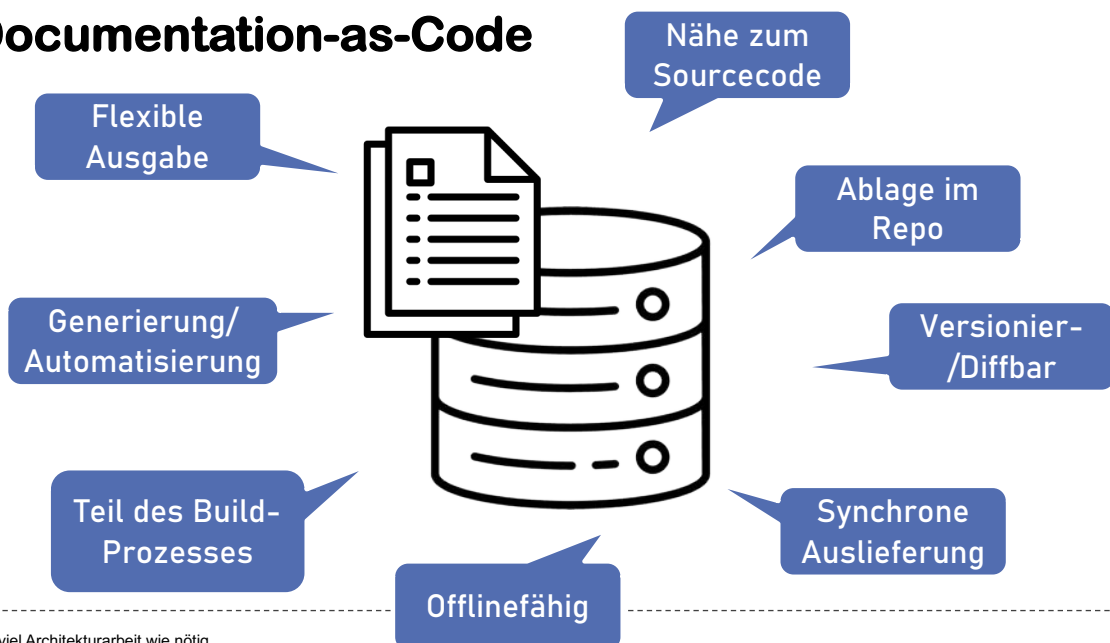 Documentation-as-Code
Nähe zum
Sourcecode
Flexible
Ausgabe
Ablage im
Repo
Generierung/
Automatisierung
Versionier-
/Diffbar
Teil des Build-
Prozesses
Synchrone
Auslieferung
Offlinefähig
viel Architekturarbeit wie nötig